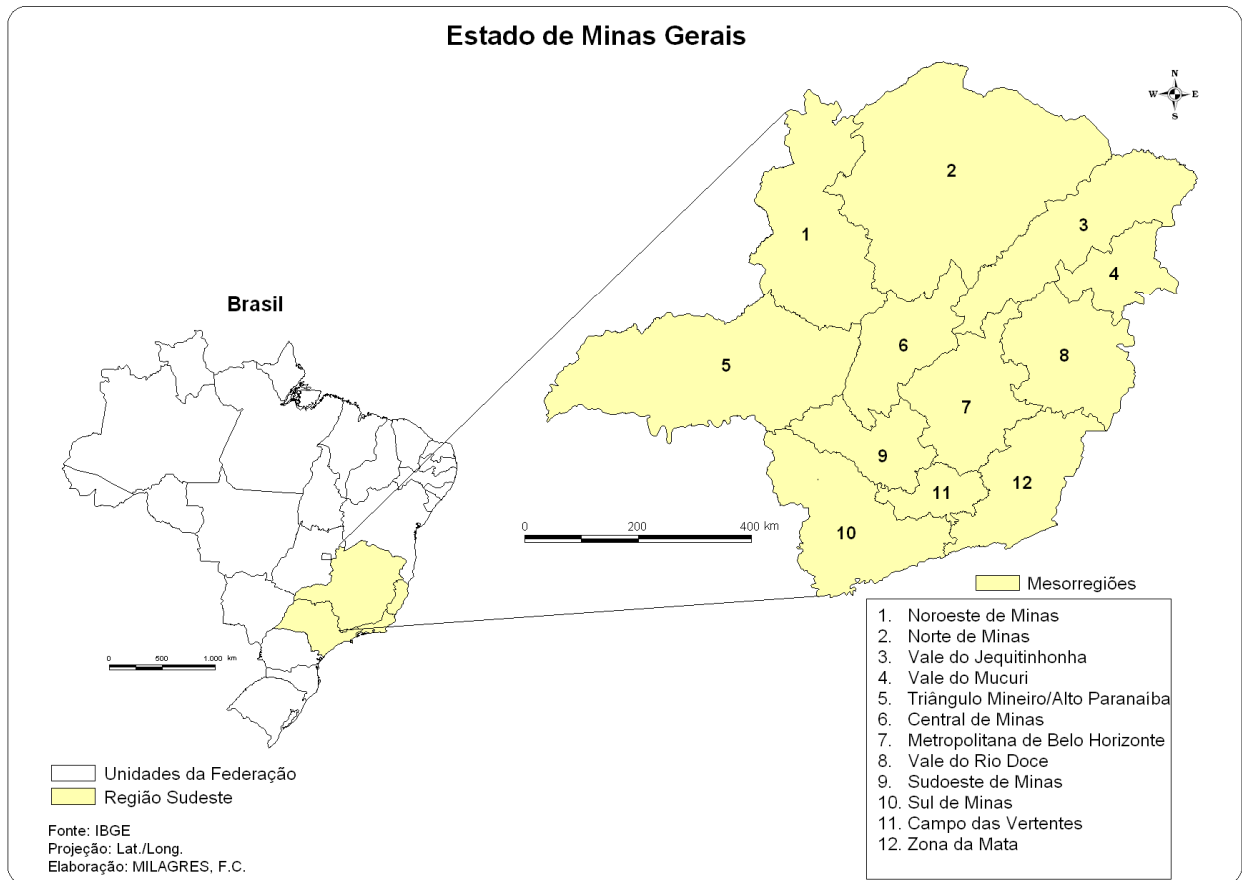 Estado de Minas Gerais
N
W E
S
2
1
3
4
Brasil
6
5
8
7
9
12
11
10
0 200 400 km
0 500 1.000 km
Mesorregiões
1. Noroeste de Minas
2. Norte de Minas
3. Vale do Jequitinhonha
4. Vale do Mucuri
5. Triângulo Mineiro/Alto Paranaíba
6. Central de Minas
7. Metropolitana de Belo Horizonte
8. Vale do Rio Doce
9. Sudoeste de Minas
10. Sul de Minas
11. Campo das Vertentes
12. Zona da Mata
Unidades da Federação
Região Sudeste
Fonte: IBGE
Projeção: Lat./Long.
Elaboração: MILAGRES, F.C.